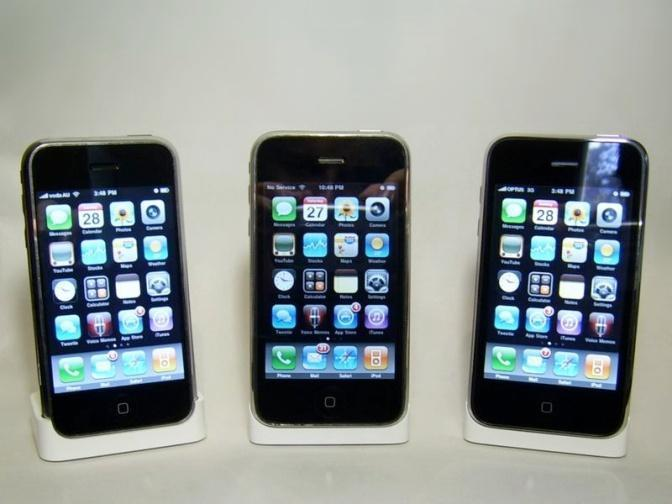 voda AU 3:48 PM
28
Messages Calendar Photos Camera
YouTube Stocks Maps Weather
Clock Calculator Notes Settings
Tweetie Voice Memos App Store iTunes
Phone Mail Safari iPod
No Service 10:48 PM
27
Messages Calendar Photos Camera
YouTube Stocks Maps Weather
Clock Calculator Notes Settings
Tweetie Voice Memos App Store iTunes
4
31
Phone Mail Safari iPod
OPTUS 3G 3:48 PM
28
Messages Calendar Photos Camera
YouTube Stocks Maps Weather
Clock Calculator Notes Settings
Tweetie App Store iTunes Voice Memos
Phone Mail Safari iPod